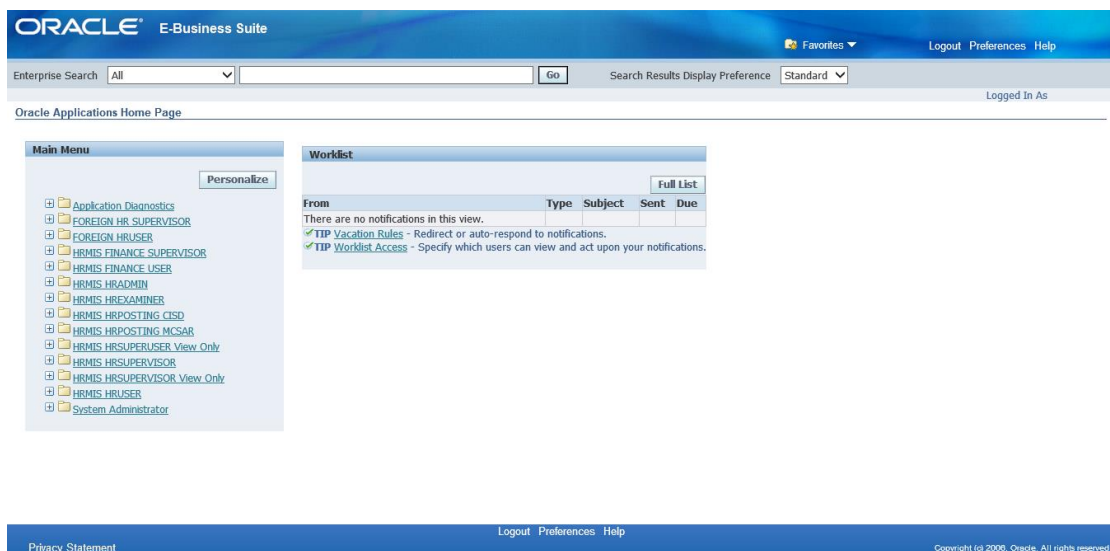 ORACLE® E-Business Suite
Favorites Logout Preferences Help
Enterprise Search All Go Search Results Display Preference Standard
Logged In As
Oracle Applications Home Page
Main Menu
Personalize
Application Diagnostics
FOREIGN HR SUPERVISOR
FOREIGN HRUSER
HRMIS FINANCE SUPERVISOR
HRMIS FINANCE USER
HRMIS HRADMIN
HRMIS HREXAMINER
HRMIS HRPOSTING CISD
HRMIS HRPOSTING MCSAR
HRMIS HRSUPERUSER View Only
HRMIS HRSUPERVISOR
HRMIS HRSUPERVISOR View Only
HRMIS HRUSER
System Administrator
Worklist
Full List
From Type Subject Sent Due
There are no notifications in this view.
TIP Vacation Rules - Redirect or auto-respond to notifications.
TIP Worklist Access - Specify which users can view and act upon your notifications.
Logout Preferences Help
Privacy Statement Copyright (c) 2006, Oracle. All rights reserved